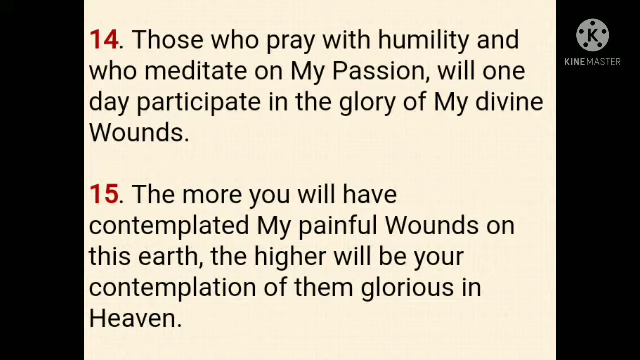 14. Those who pray with humility and
who meditate on My Passion, will one
day participate in the glory of My divine
Wounds.
15. The more you will have
contemplated My painful Wounds on
this earth, the higher will be your
contemplation of them glorious in
Heaven.
K
KINEMASTER